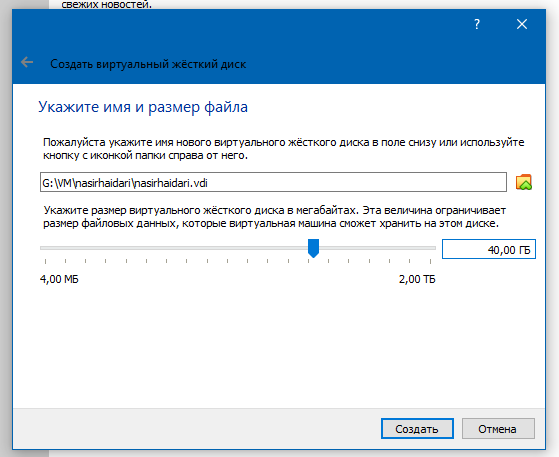 свежих новостей.
?
Создать виртуальный жёсткий диск
Укажите имя и размер файла
Пожалуйста укажите имя нового виртуального жёсткого диска в поле снизу или используйте
кнопку с иконкой папки справа от него.
G:\VM\nasirhaidari\nasirhaidari.vdi
Укажите размер виртуального жёсткого диска в мегабайтах. Эта величина ограничивает
размер файловых данных, которые виртуальная машина сможет хранить на этом диске.
40,00 ГБ
4,00 МБ 2,00 ТБ
Создать Отмена